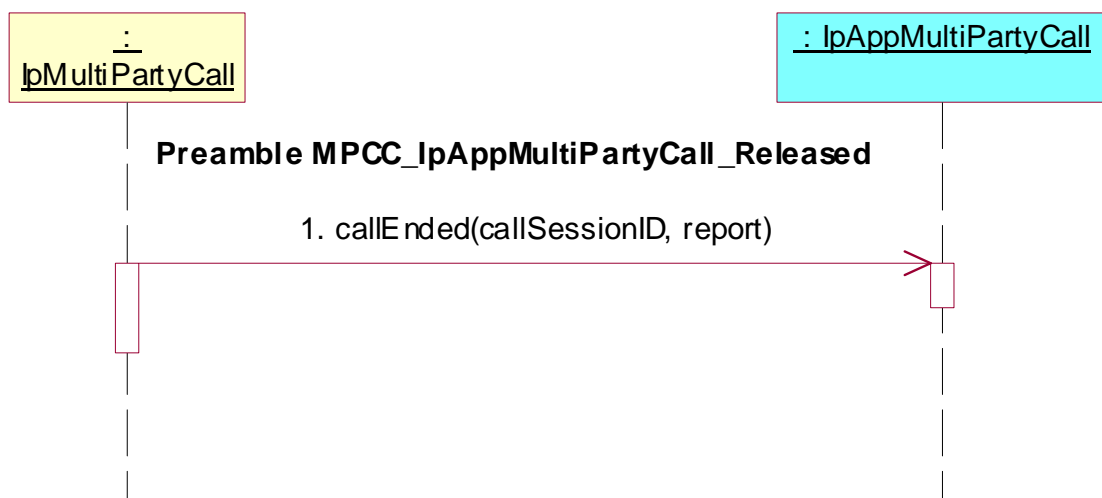 :
IpMultiPartyCall
: IpAppMultiPartyCall
Preamble MPCC_IpAppMultiPartyCall_Released
1. callEnded(callSessionID, report)